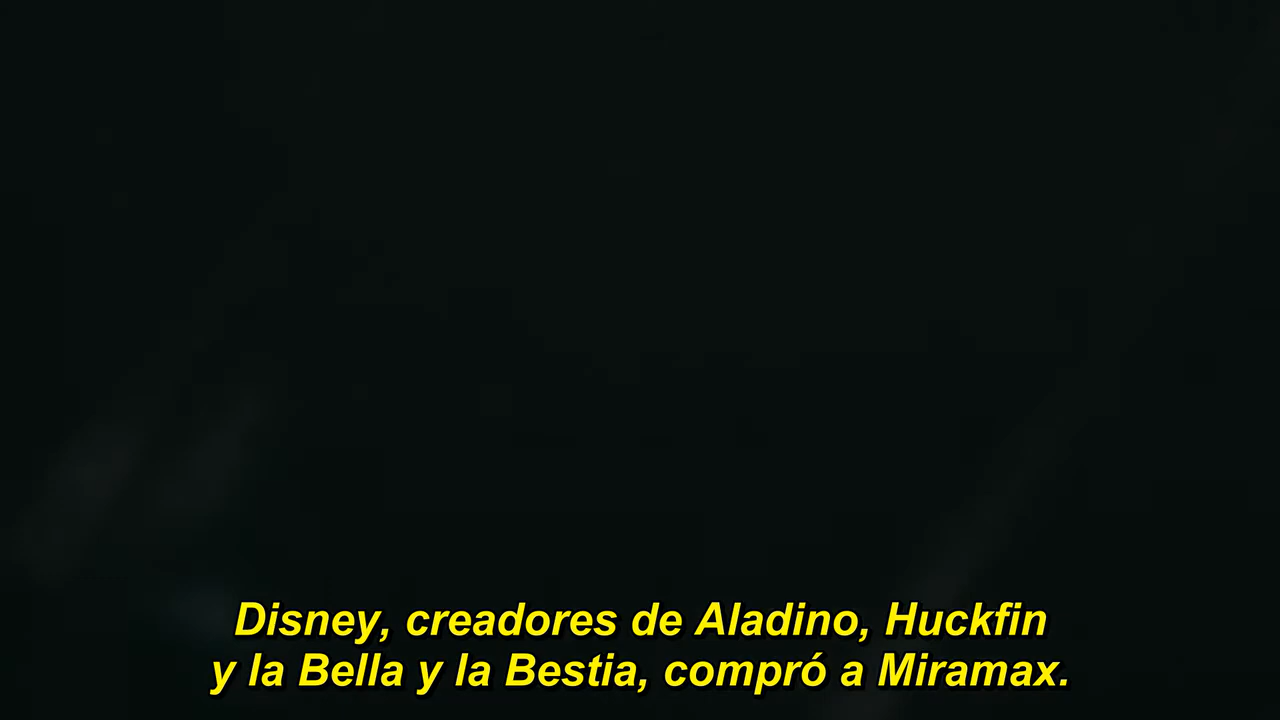 Disney, creadores de Aladino, Huckfin
y la Bella y la Bestia, compró a Miramax.